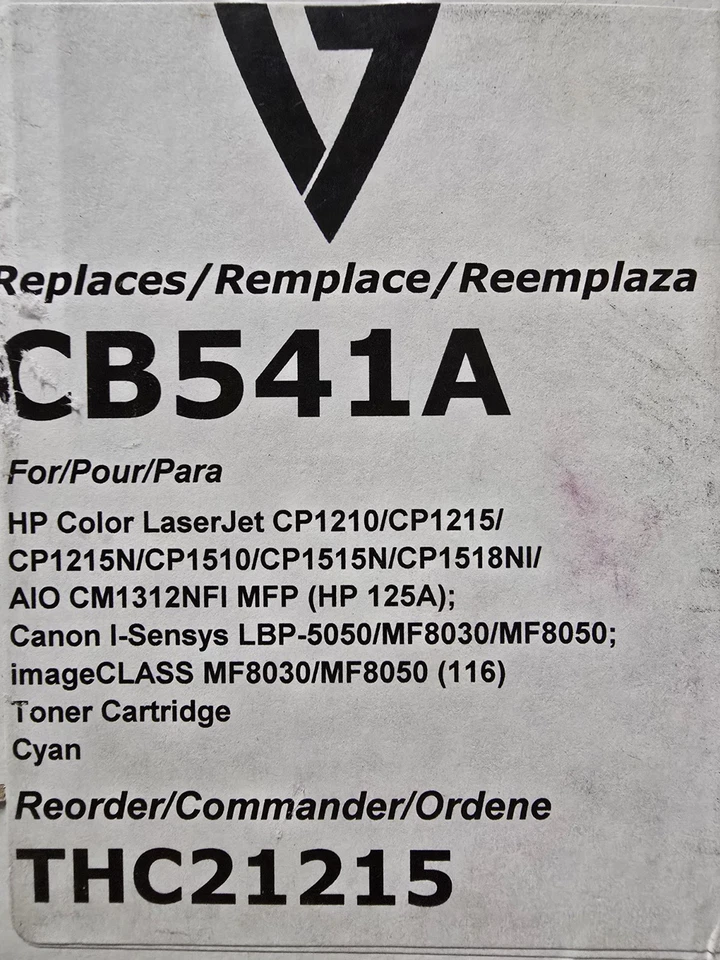 V7
Replaces/Remplace/Reemplaza
CB541A
For/Pour/Para
HP Color LaserJet CP1210/CP1215/
CP1215N/CP1510/CP1515N/CP1518NI/
AIO CM1312NFI MFP (HP 125A);
Canon I-Sensys LBP-5050/MF8030/MF8050;
imageCLASS MF8030/MF8050 (116)
Toner Cartridge
Cyan
Reorder/Commander/Ordene
THC21215